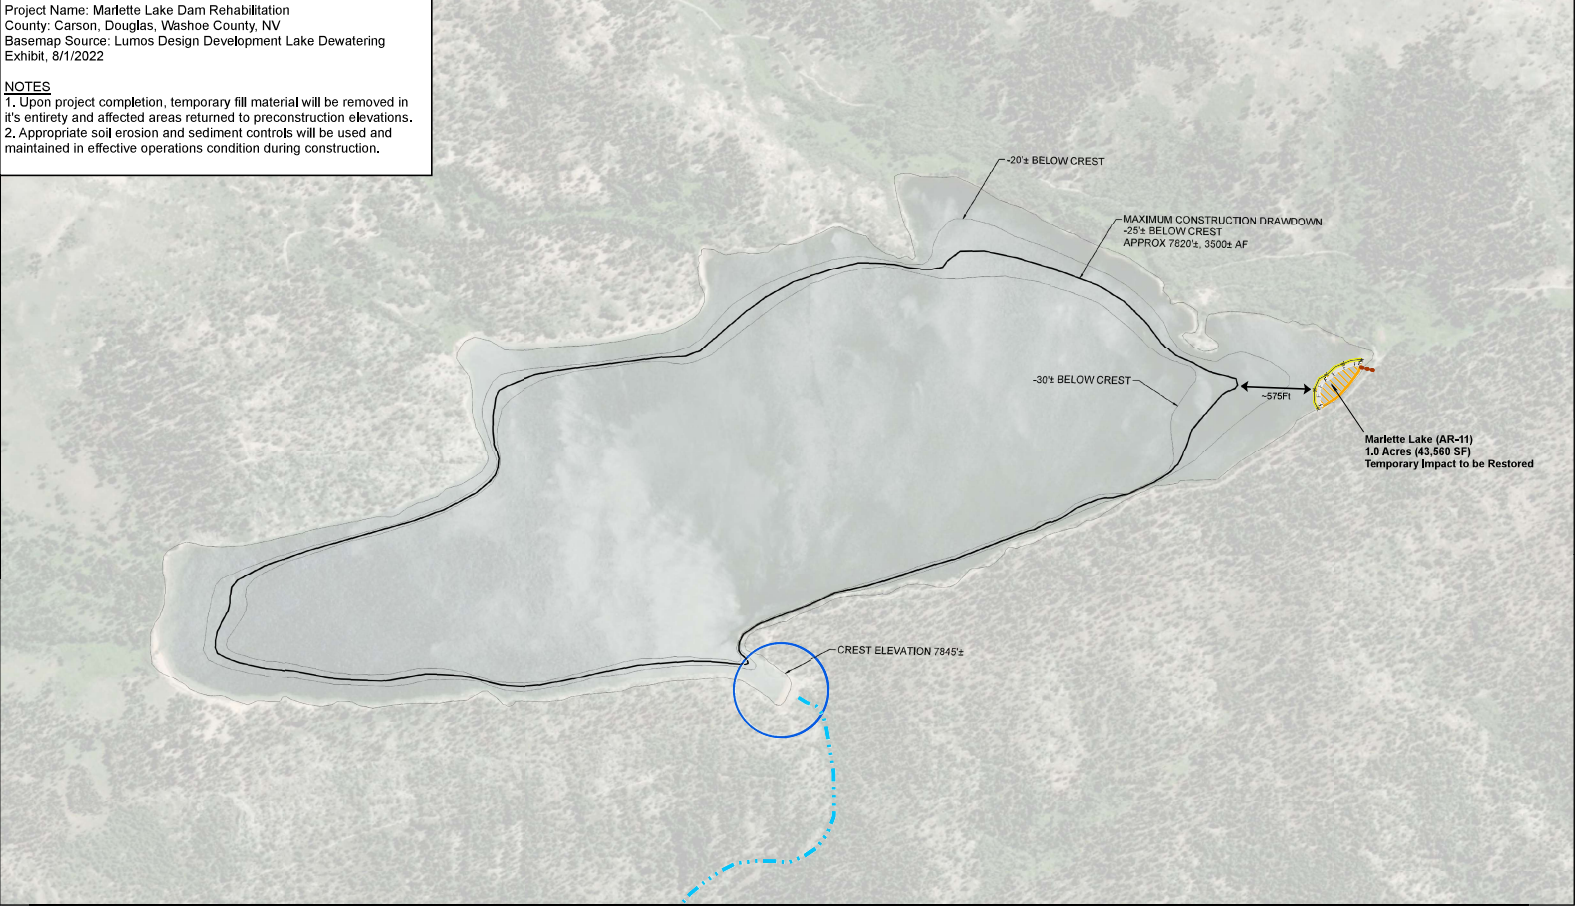 Project Name: Marlette Lake Dam Rehabilitation
County: Carson, Douglas, Washoe County, NV
Basemap Source: Lumos Design Development Lake Dewatering
Exhibit, 8/1/2022
NOTES
1. Upon project completion, temporary fill material will be removed in
it's entirety and affected areas returned to preconstruction elevations.
2. Appropriate soil erosion and sediment controls will be used and
maintained in effective operations condition during construction.
-20'± BELOW CREST
MAXIMUM CONSTRUCTION DRAWDOWN
-25'± BELOW CREST
APPROX 7820'±, 3500± AF
-30'± BELOW CREST
~575Ft
Marlette Lake (AR-11)
1.0 Acres (43,560 SF)
Temporary Impact to be Restored
CREST ELEVATION 7845'±